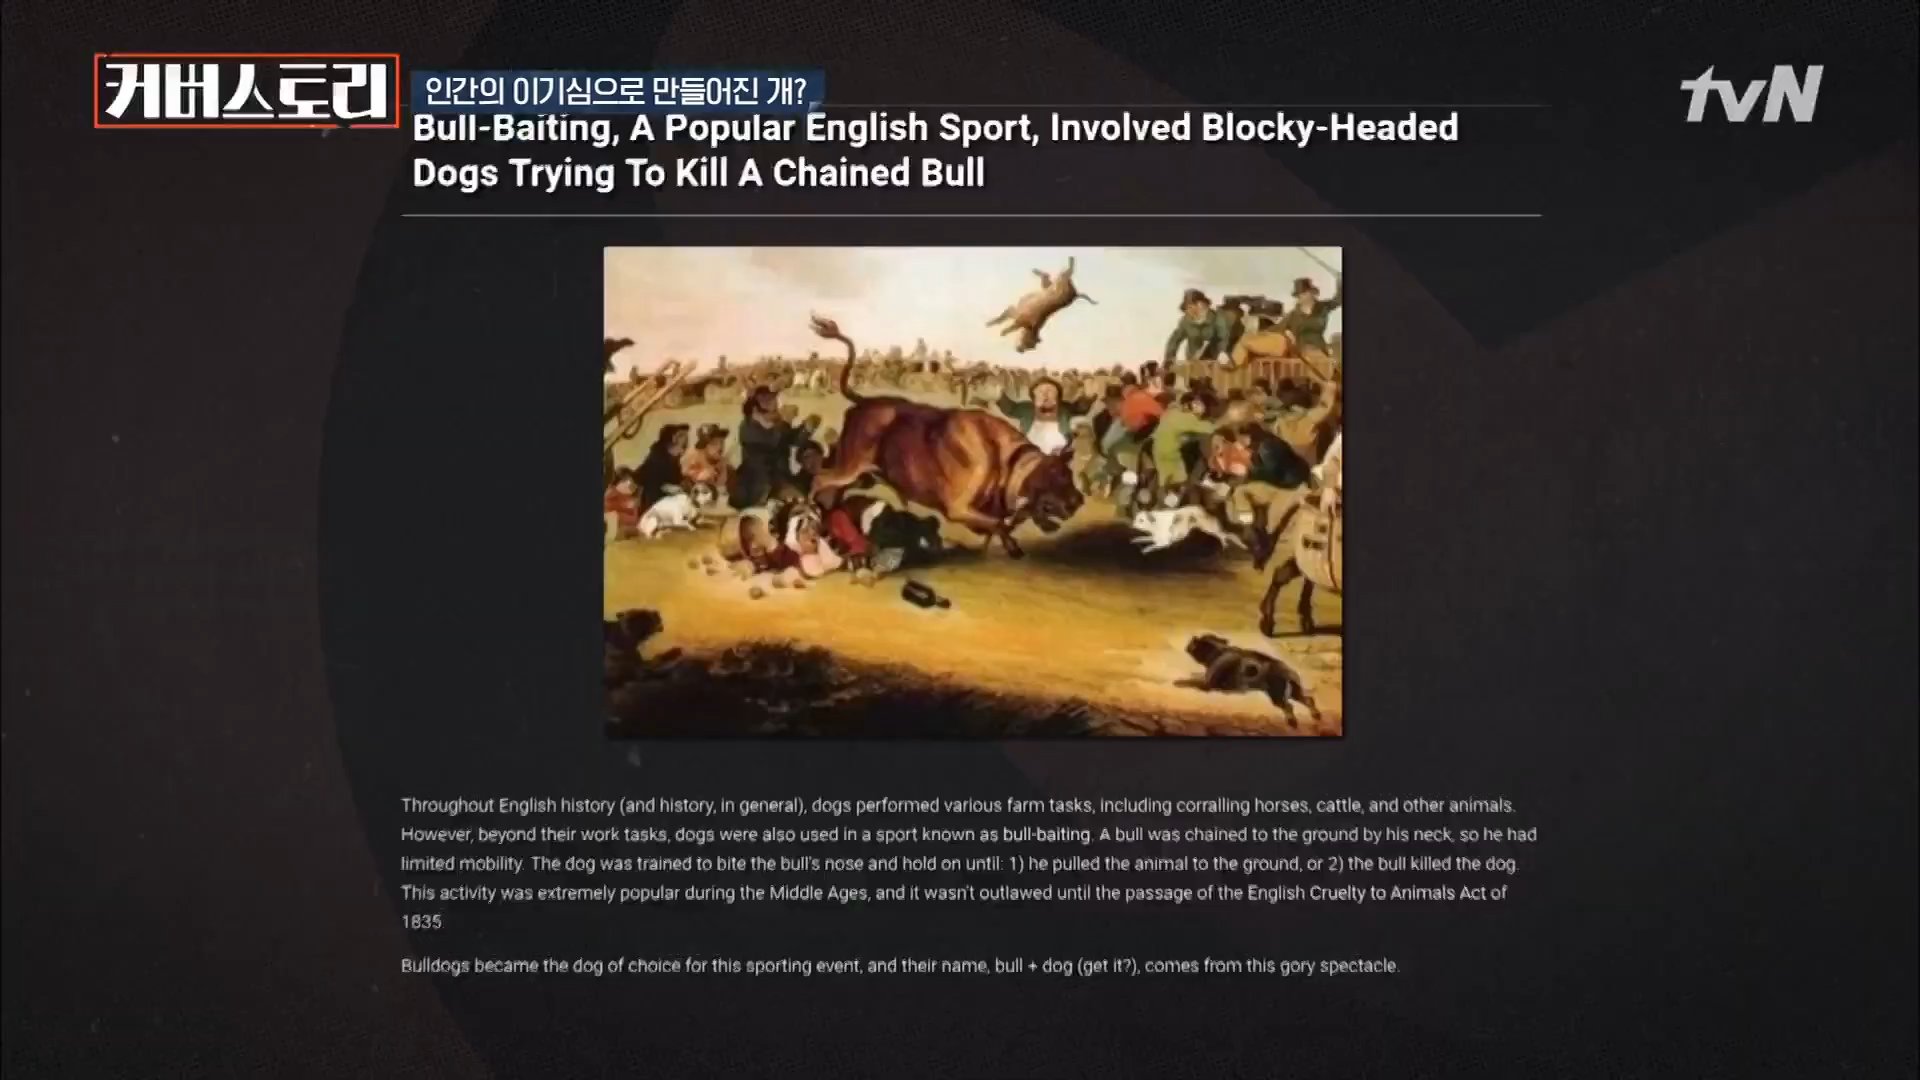 커버스토리
인간의 이기심으로 만들어진 개?
tvN
Bull-Baiting, A Popular English Sport, Involved Blocky-Headed
Dogs Trying To Kill A Chained Bull
Throughout English history (and history, in general), dogs performed various farm tasks, including corralling horses, cattle, and other animals.
However, beyond their work tasks, dogs were also used in a sport known as bull-baiting. A bull was chained to the ground by his neck, so he had
limited mobility. The dog was trained to bite the bull's nose and hold on until: 1) he pulled the animal to the ground, or 2) the bull killed the dog.
This activity was extremely popular during the Middle Ages, and it wasn't outlawed until the passage of the English Cruelty to Animals Act of
1835.
Bulldogs became the dog of choice for this sporting event, and their name, bull + dog (get it?), comes from this gory spectacle.